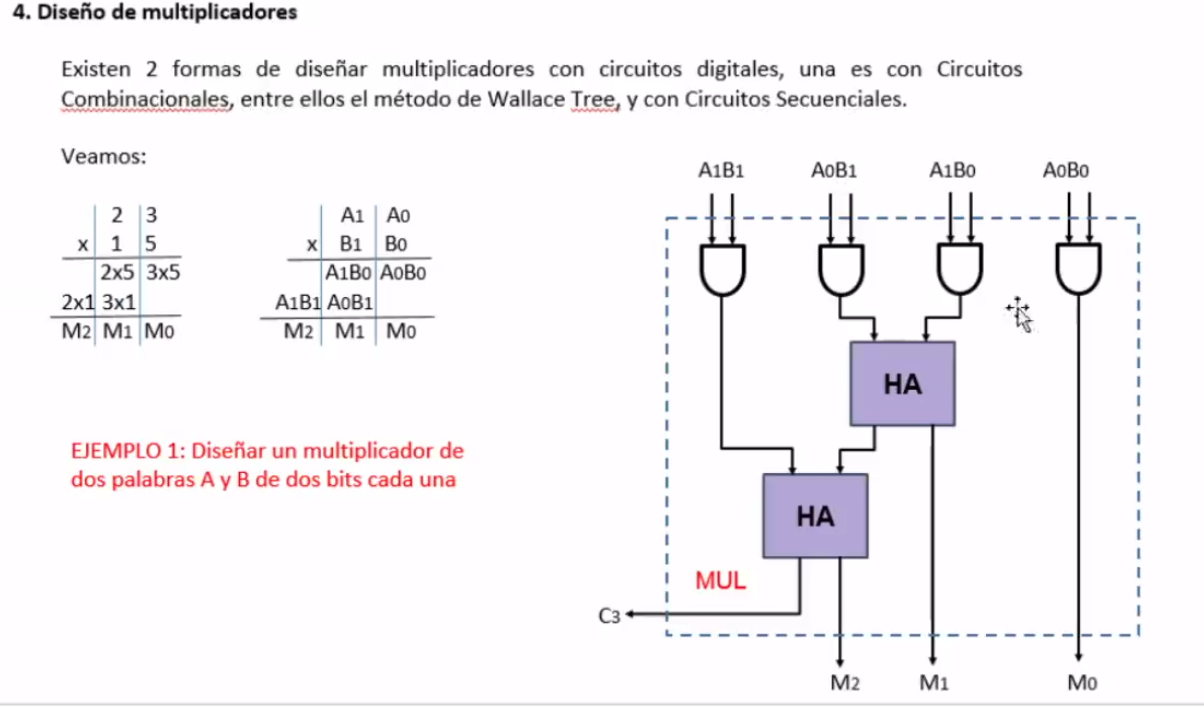 4. Diseño de multiplicadores
Existen 2 formas de diseñar multiplicadores con circuitos digitales, una es con Circuitos
Combinacionales, entre ellos el método de Wallace Tree, y con Circuitos Secuenciales.
Veamos:
2 3
x 1 5
2x5 3x5
2x1 3x1
M2 M1 M0
A1 A0
x B1 B0
A1B0 A0B0
A1B1 A0B1
M2 M1 M0
EJEMPLO 1: Diseñar un multiplicador de
dos palabras A y B de dos bits cada una
A1B1 A0B1 A1B0 A0B0
HA
HA
MUL
C3
M2 M1 M0